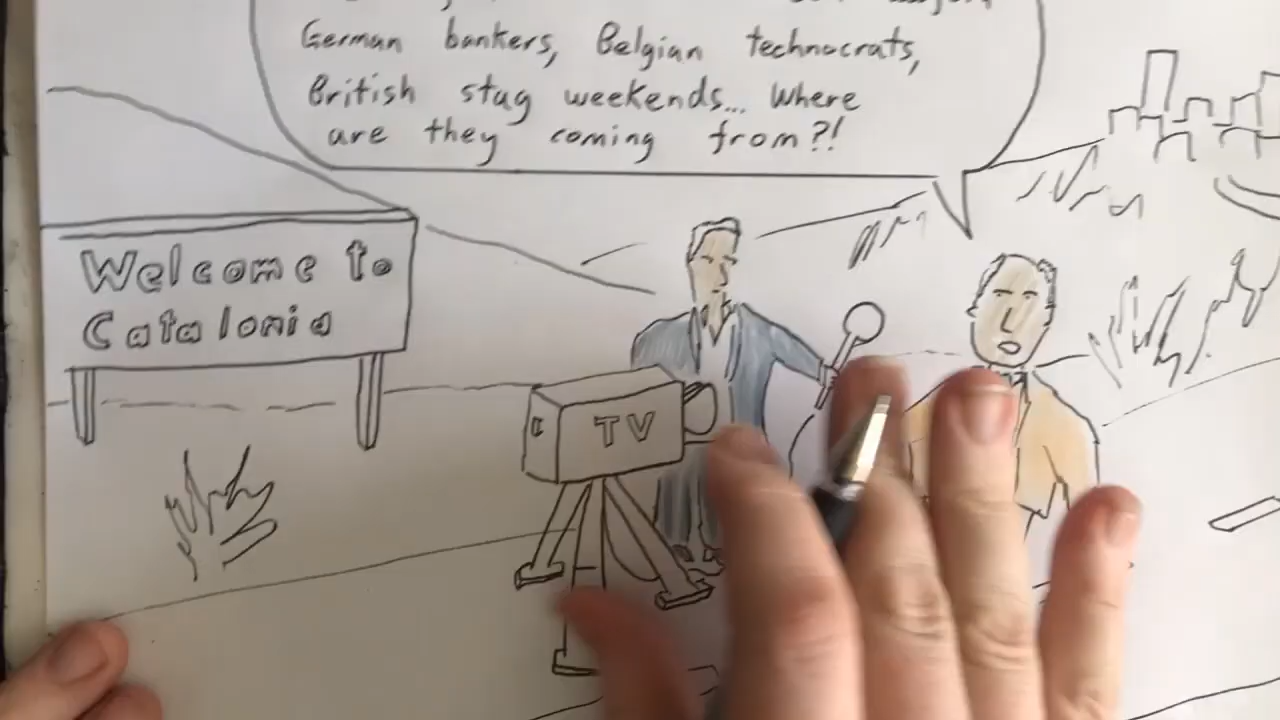 German bankers, Belgian technocrats,
British stag weekends... Where
are they coming from?!
Welcome to
Catalonia
TV